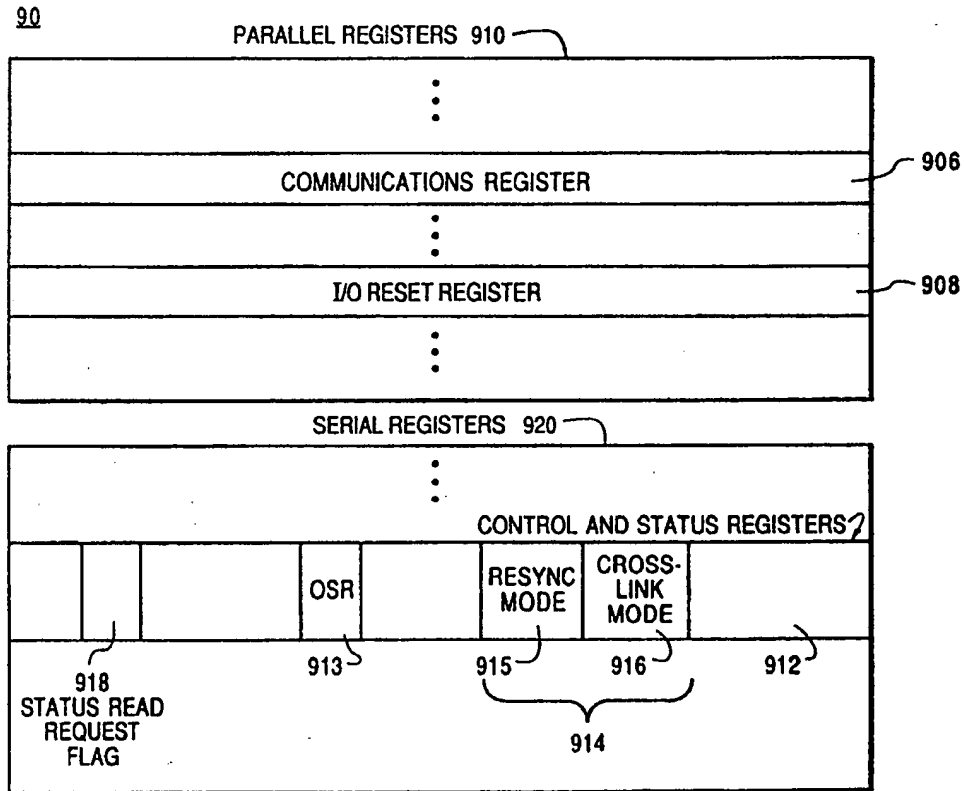 90
PARALLEL REGISTERS 910
COMMUNICATIONS REGISTER
906
I/O RESET REGISTER
908
SERIAL REGISTERS 920
CONTROL AND STATUS REGISTERS
OSR
RESYNC
MODE
CROSS-
LINK
MODE
918
STATUS READ
REQUEST
FLAG
913
915
916
912
914